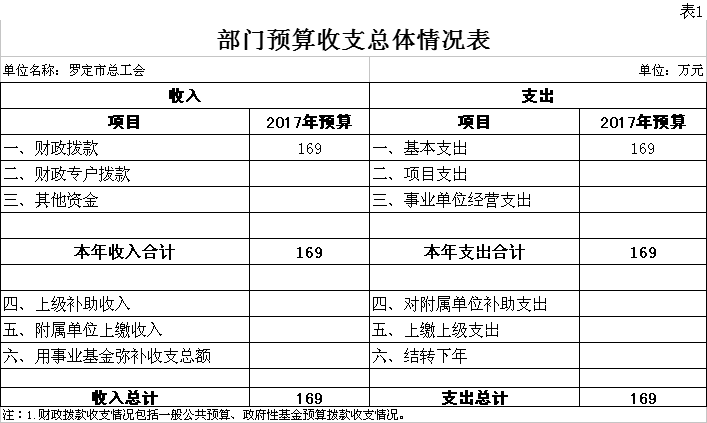 表1
部门预算收支总体情况表
单位名称：罗定市总工会 单位：万元
收入 支出
项目 2017年预算 项目 2017年预算
一、财政拨款 169 一、基本支出 169
二、财政专户拨款 二、项目支出
三、其他资金 三、事业单位经营支出
本年收入合计 169 本年支出合计 169
四、上级补助收入 四、对附属单位补助支出
五、附属单位上缴收入 五、上缴上级支出
六、用事业基金弥补收支总额 六、结转下年
收入总计 169 支出总计 169
注：1.财政拨款收支情况包括一般公共预算、政府性基金预算拨款收支情况。